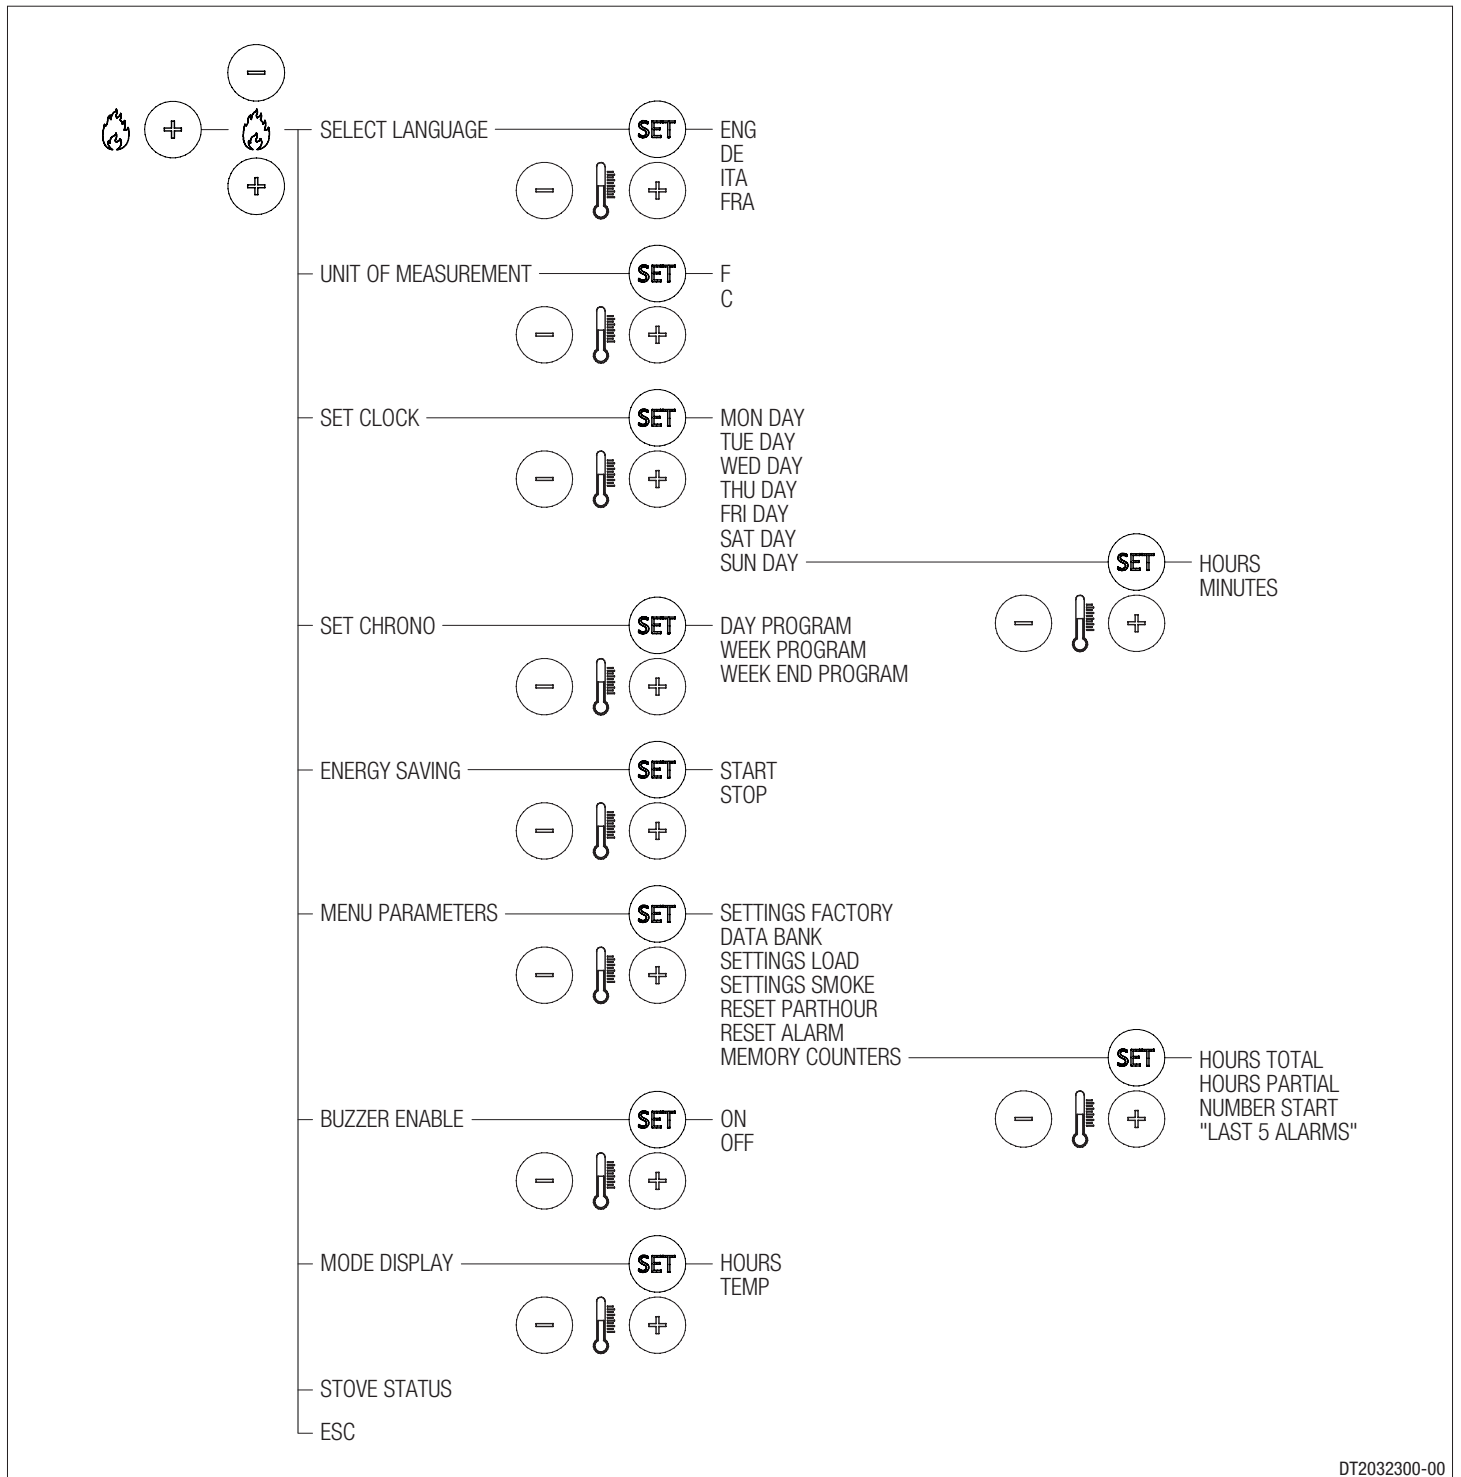 SELECT LANGUAGE SET ENG
DE
ITA
FRA
UNIT OF MEASUREMENT SET F
C
SET CLOCK SET MON DAY
TUE DAY
WED DAY
THU DAY
FRI DAY
SAT DAY
SUN DAY SET HOURS
MINUTES
SET CHRONO SET DAY PROGRAM
WEEK PROGRAM
WEEK END PROGRAM
ENERGY SAVING SET START
STOP
MENU PARAMETERS SET SETTINGS FACTORY
DATA BANK
SETTINGS LOAD
SETTINGS SMOKE
RESET PARTHOUR
RESET ALARM
MEMORY COUNTERS SET HOURS TOTAL
HOURS PARTIAL
NUMBER START
"LAST 5 ALARMS"
BUZZER ENABLE SET ON
OFF
MODE DISPLAY SET HOURS
TEMP
STOVE STATUS
ESC
DT2032300-00